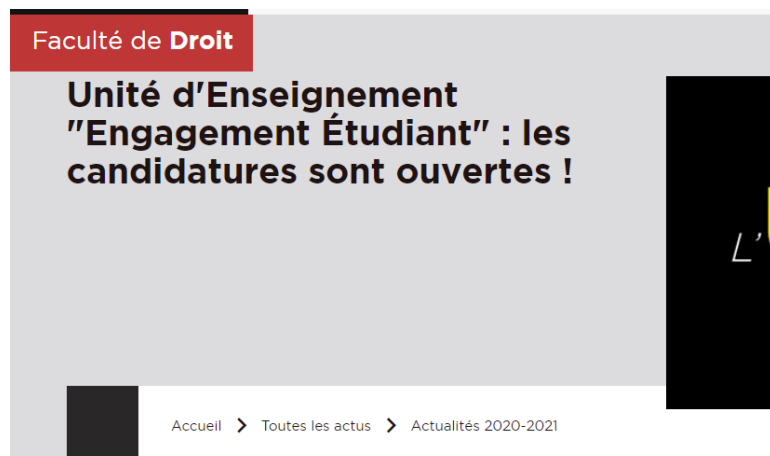 Faculté de Droit
Unité d'Enseignement
"Engagement Étudiant" : les
candidatures sont ouvertes !
L'
Accueil > Toutes les actus > Actualités 2020-2021